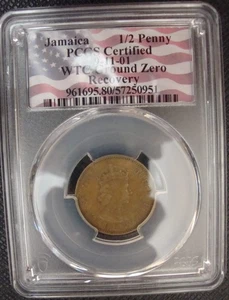 Jamaica 1/2 Penny
PCGS Certified
9-11-01
WTC Ground Zero
Recovery
961695.80/57250951